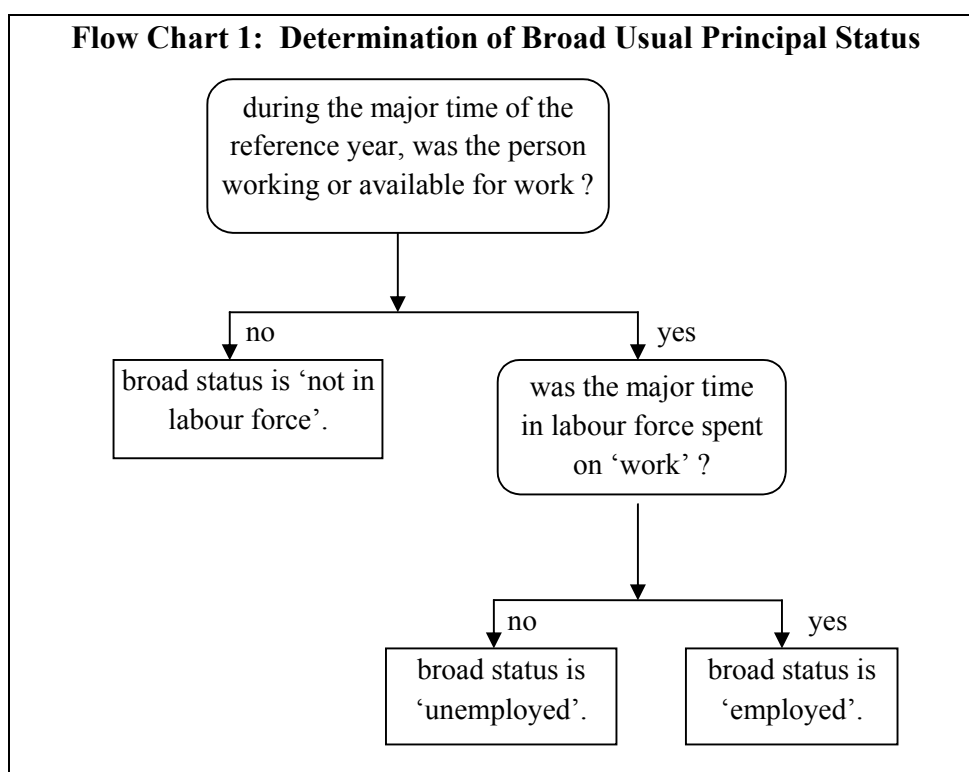 Flow Chart 1: Determination of Broad Usual Principal Status
during the major time of the
reference year, was the person
working or available for work ?
no
yes
broad status is ‘not in
labour force’.
was the major time
in labour force spent
on ‘work’ ?
no
yes
broad status is
‘unemployed’.
broad status is
‘employed’.